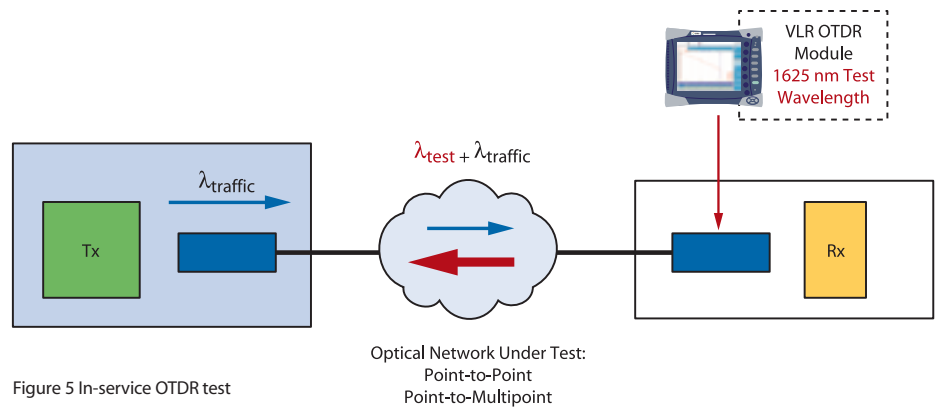 VLR OTDR
Module
1625 nm Test
Wavelength
λtest + λtraffic
λtraffic
Tx
Rx
Optical Network Under Test:
Point-to-Point
Point-to-Multipoint
Figure 5 In-service OTDR test